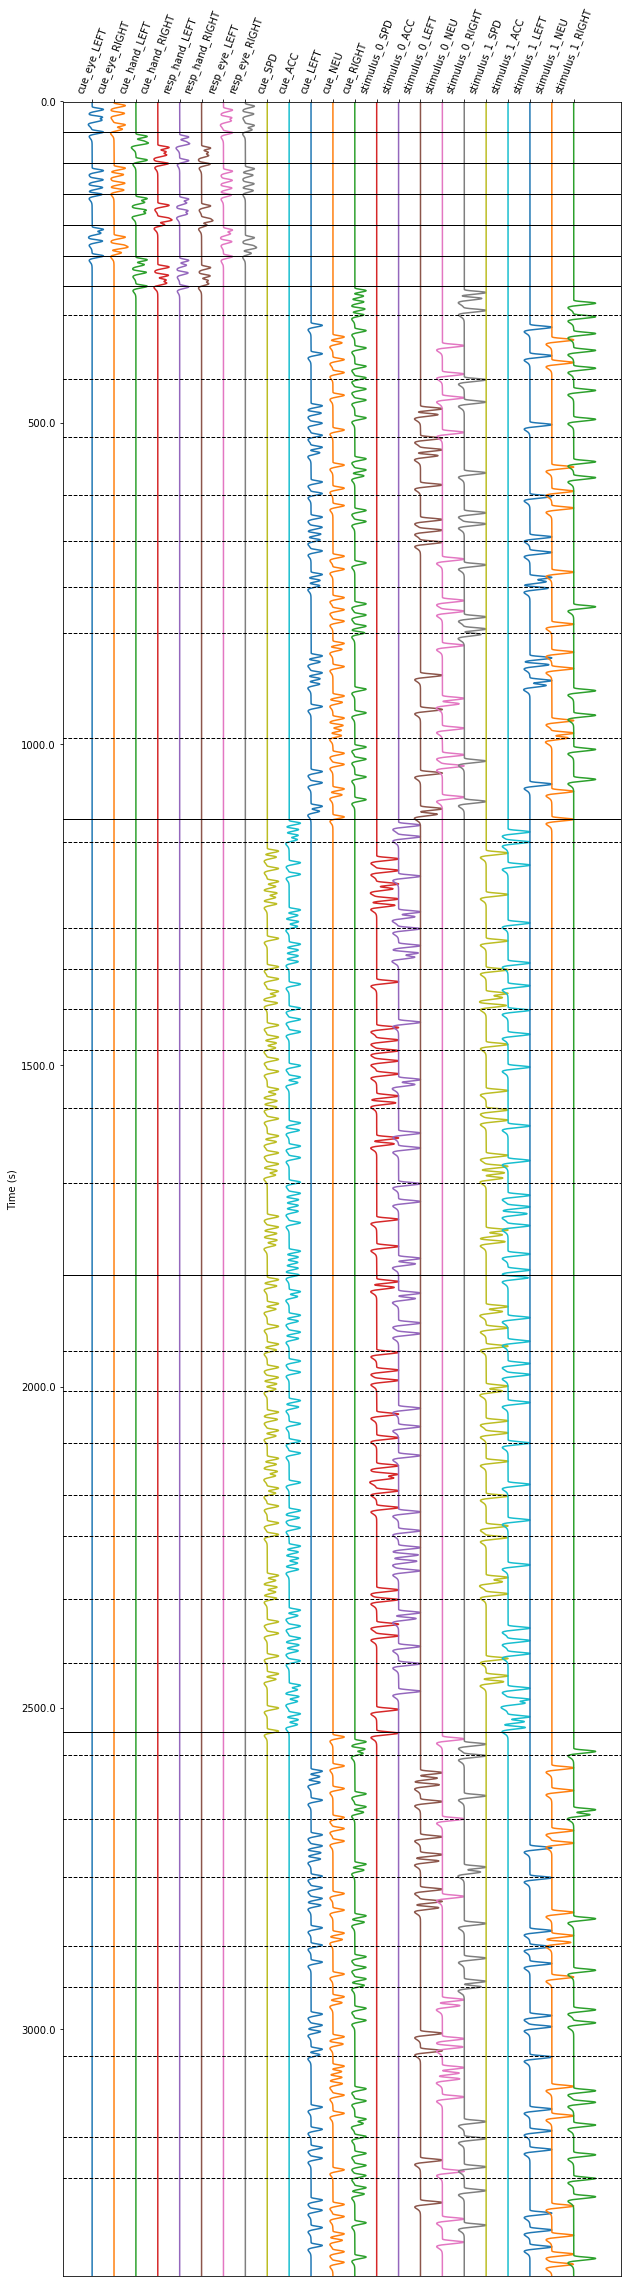 cue_eye_LEFT
cue_eye_RIGHT
cue_hand_LEFT
cue_hand_RIGHT
resp_hand_LEFT
resp_hand_RIGHT
resp_eye_LEFT
resp_eye_RIGHT
cue_SPD
cue_ACC
cue_LEFT
cue_NEU
cue_RIGHT
stimulus_0_SPD
stimulus_0_ACC
stimulus_0_LEFT
stimulus_0_NEU
stimulus_0_RIGHT
stimulus_1_SPD
stimulus_1_ACC
stimulus_1_LEFT
stimulus_1_NEU
stimulus_1_RIGHT
0.0
500.0
1000.0
1500.0
Time (s)
2000.0
2500.0
3000.0